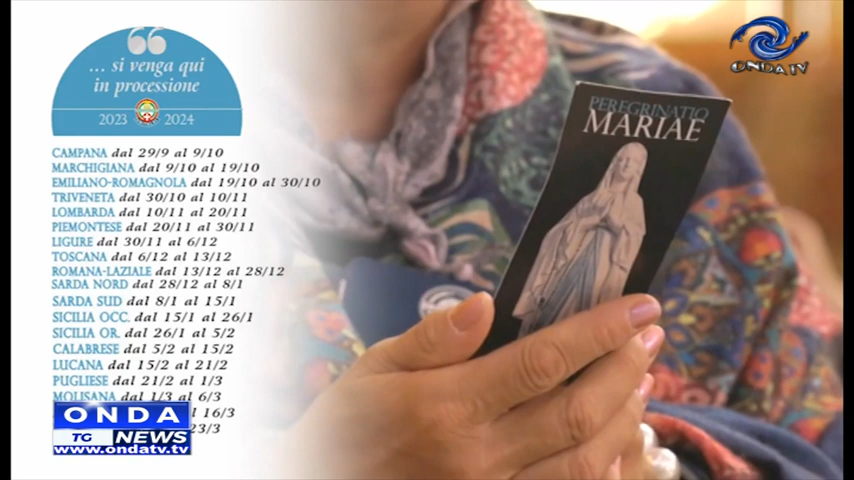 ... si venga qui
in processione
2023 2024
CAMPANA dal 29/9 al 9/10
MARCHIGIANA dal 9/10 al 19/10
EMILIANO-ROMAGNOLA dal 19/10 al 30/10
TRIVENETA dal 30/10 al 10/11
LOMBARDA dal 10/11 al 20/11
PIEMONTESE dal 20/11 al 30/11
LIGURE dal 30/11 al 6/12
TOSCANA dal 6/12 al 13/12
ROMANA-LAZIALE dal 13/12 al 28/12
SARDA NORD dal 28/12 al 8/1
SARDA SUD dal 8/1 al 15/1
SICILIA OCC. dal 15/1 al 26/1
SICILIA OR. dal 26/1 al 5/2
CALABRESE dal 5/2 al 15/2
LUCANA dal 15/2 al 21/2
PUGLIESE dal 21/2 al 1/3
MOLISANA dal 1/3 al 6/3
16/3
23/3
ONDA
TG NEWS
www.ondatv.tv
ONDA TV
PEREGRINATIO
MARIAE